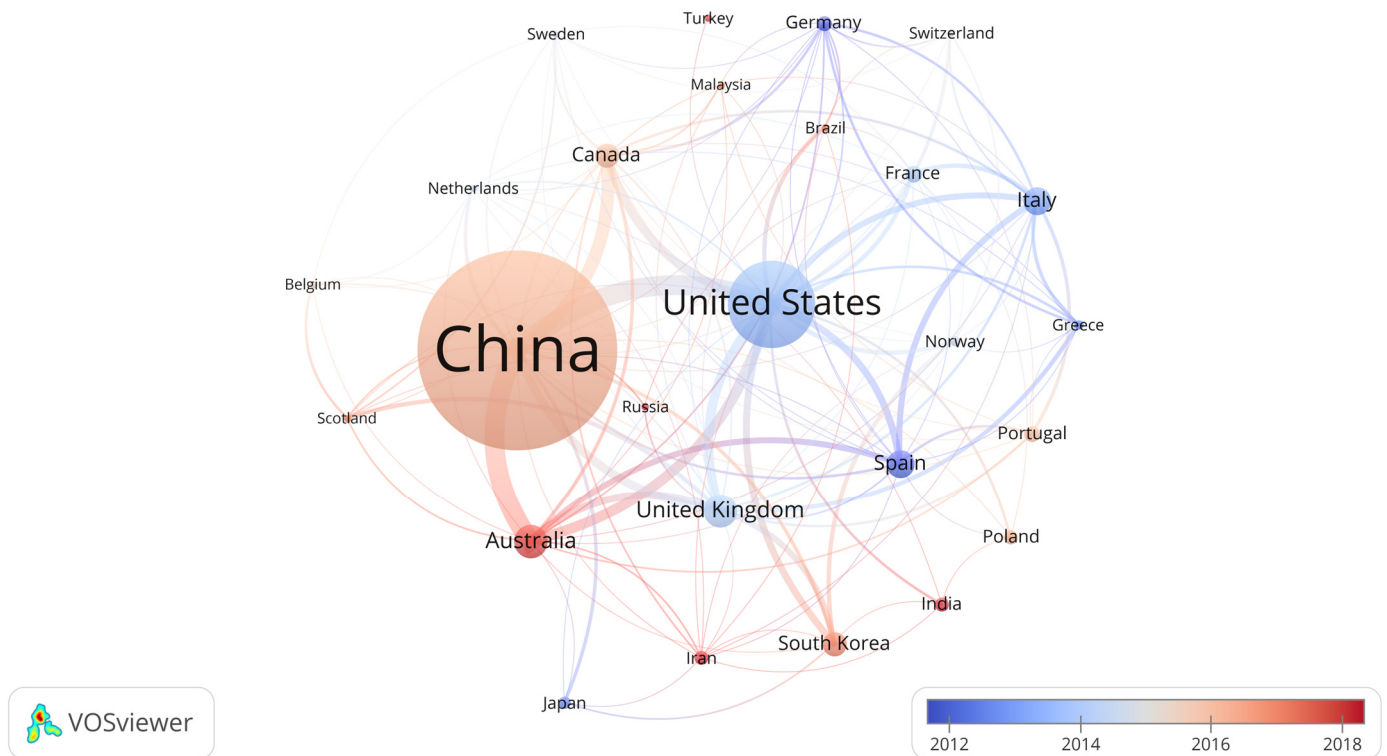 Turkey
Germany
Switzerland
Sweden
Malaysia
Brazil
Canada
France
Netherlands
Italy
Belgium
United States
Greece
China
Norway
Russia
Scotland
Portugal
Spain
United Kingdom
Australia
Poland
India
South Korea
Iran
Japan
VOSviewer
2012 2014 2016 2018